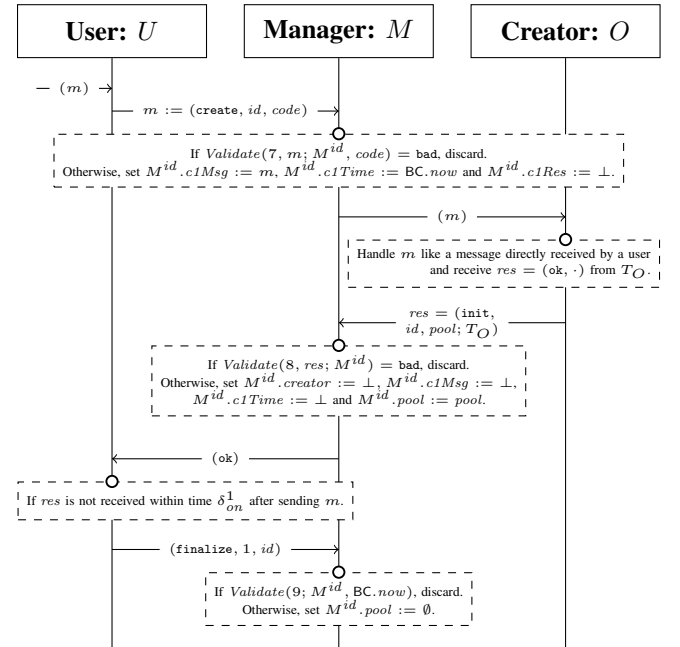 User: U Manager: M Creator: O
(m)
m := (create, id, code)
If Validate(7, m; M^id, code) = bad, discard.
Otherwise, set M^id.c1Msg := m, M^id.c1Time := BC.now and M^id.c1Res := ⊥.
(m)
Handle m like a message directly received by a user
and receive res = (ok, ·) from T_O.
res = (init,
id, pool; T_O)
If Validate(8, res; M^id) = bad, discard.
Otherwise, set M^id.creator := ⊥, M^id.c1Msg := ⊥,
M^id.c1Time := ⊥ and M^id.pool := pool.
(ok)
If res is not received within time δ^1_on after sending m.
(finalize, 1, id)
If Validate(9; M^id, BC.now), discard.
Otherwise, set M^id.pool := ∅.